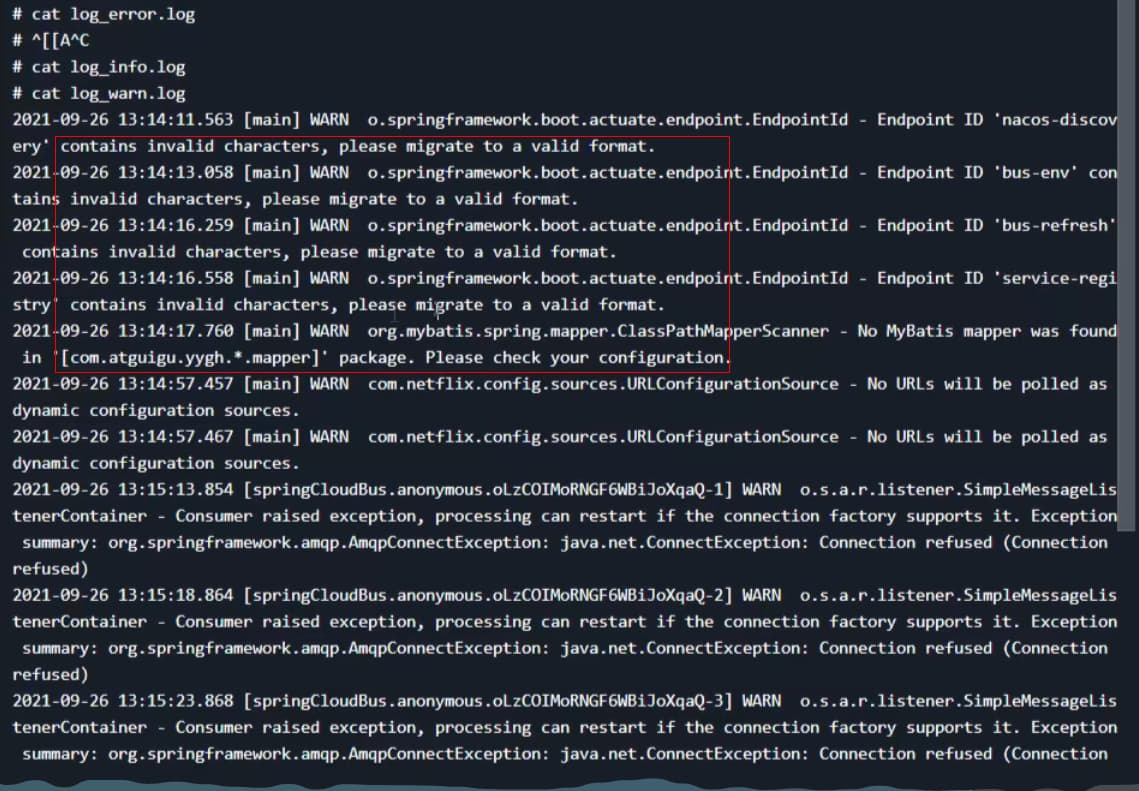 # cat log_error.log
# ^[[A^C
# cat log_info.log
# cat log_warn.log
2021-09-26 13:14:11.563 [main] WARN  o.springframework.boot.actuate.endpoint.EndpointId - Endpoint ID 'nacos-discov
ery' contains invalid characters, please migrate to a valid format.
2021-09-26 13:14:13.058 [main] WARN  o.springframework.boot.actuate.endpoint.EndpointId - Endpoint ID 'bus-env' con
tains invalid characters, please migrate to a valid format.
2021-09-26 13:14:16.259 [main] WARN  o.springframework.boot.actuate.endpoint.EndpointId - Endpoint ID 'bus-refresh'
 contains invalid characters, please migrate to a valid format.
2021-09-26 13:14:16.558 [main] WARN  o.springframework.boot.actuate.endpoint.EndpointId - Endpoint ID 'service-regi
stry' contains invalid characters, please migrate to a valid format.
2021-09-26 13:14:17.760 [main] WARN  org.mybatis.spring.mapper.ClassPathMapperScanner - No MyBatis mapper was found
 in '[com.atguigu.yygh.*.mapper]' package. Please check your configuration.
2021-09-26 13:14:57.457 [main] WARN  com.netflix.config.sources.URLConfigurationSource - No URLs will be polled as
dynamic configuration sources.
2021-09-26 13:14:57.467 [main] WARN  com.netflix.config.sources.URLConfigurationSource - No URLs will be polled as
dynamic configuration sources.
2021-09-26 13:15:13.854 [springCloudBus.anonymous.oLzCOIMoRNGF6WBiJoXqaQ-1] WARN  o.s.a.r.listener.SimpleMessageLis
tenerContainer - Consumer raised exception, processing can restart if the connection factory supports it. Exception
 summary: org.springframework.amqp.AmqpConnectException: java.net.ConnectException: Connection refused (Connection
refused)
2021-09-26 13:15:18.864 [springCloudBus.anonymous.oLzCOIMoRNGF6WBiJoXqaQ-2] WARN  o.s.a.r.listener.SimpleMessageLis
tenerContainer - Consumer raised exception, processing can restart if the connection factory supports it. Exception
 summary: org.springframework.amqp.AmqpConnectException: java.net.ConnectException: Connection refused (Connection
refused)
2021-09-26 13:15:23.868 [springCloudBus.anonymous.oLzCOIMoRNGF6WBiJoXqaQ-3] WARN  o.s.a.r.listener.SimpleMessageLis
tenerContainer - Consumer raised exception, processing can restart if the connection factory supports it. Exception
 summary: org.springframework.amqp.AmqpConnectException: java.net.ConnectException: Connection refused (Connection